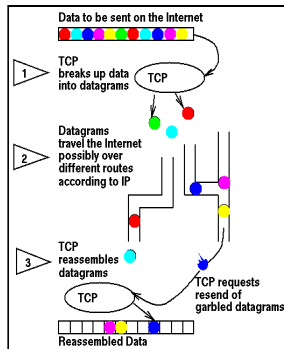 Data to be sent on the Internet
1
TCP
breaks up data
into datagrams
TCP
2
Datagrams
travel the Internet
possibly over
different routes
according to IP
3
TCP
reassembles
datagrams
TCP requests
resend of
garbled datagrams
TCP
Reassembled Data